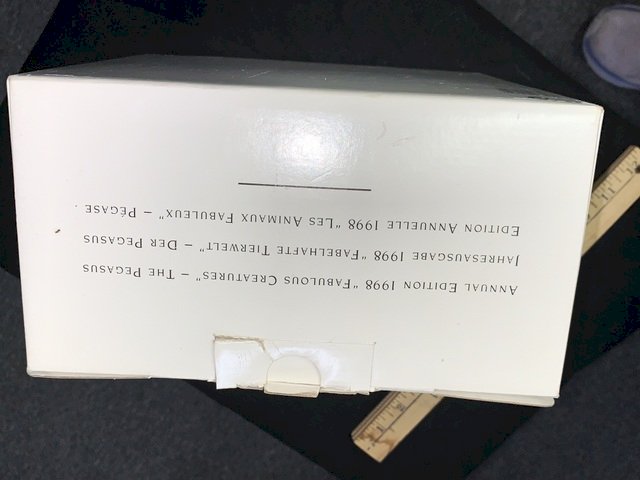 ANNUAL EDITION 1998 "FABULOUS CREATURES" – THE PEGASUS
JAHRESAUSGABE 1998 "FABELHAFTE TIERWELT" – DER PEGASUS
EDITION ANNUELLE 1998 "LES ANIMAUX FABULEUX" – PÉGASE